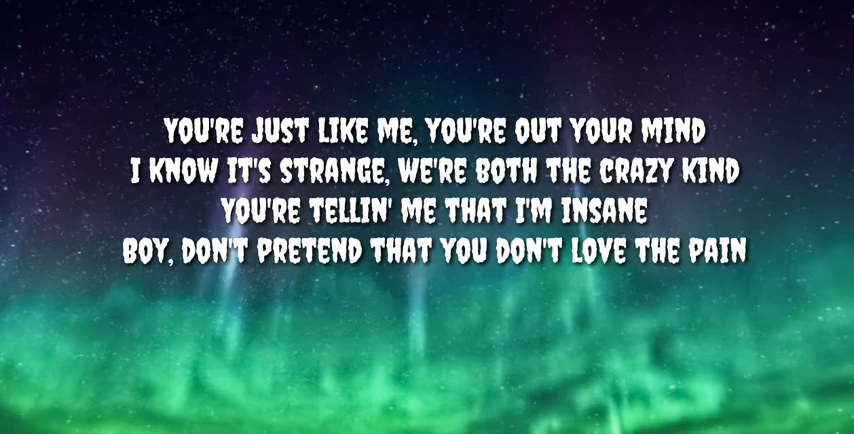 YOU'RE JUST LIKE ME, YOU'RE OUT YOUR MIND
I KNOW IT'S STRANGE, WE'RE BOTH THE CRAZY KIND
YOU'RE TELLIN' ME THAT I'M INSANE
BOY, DON'T PRETEND THAT YOU DON'T LOVE THE PAIN